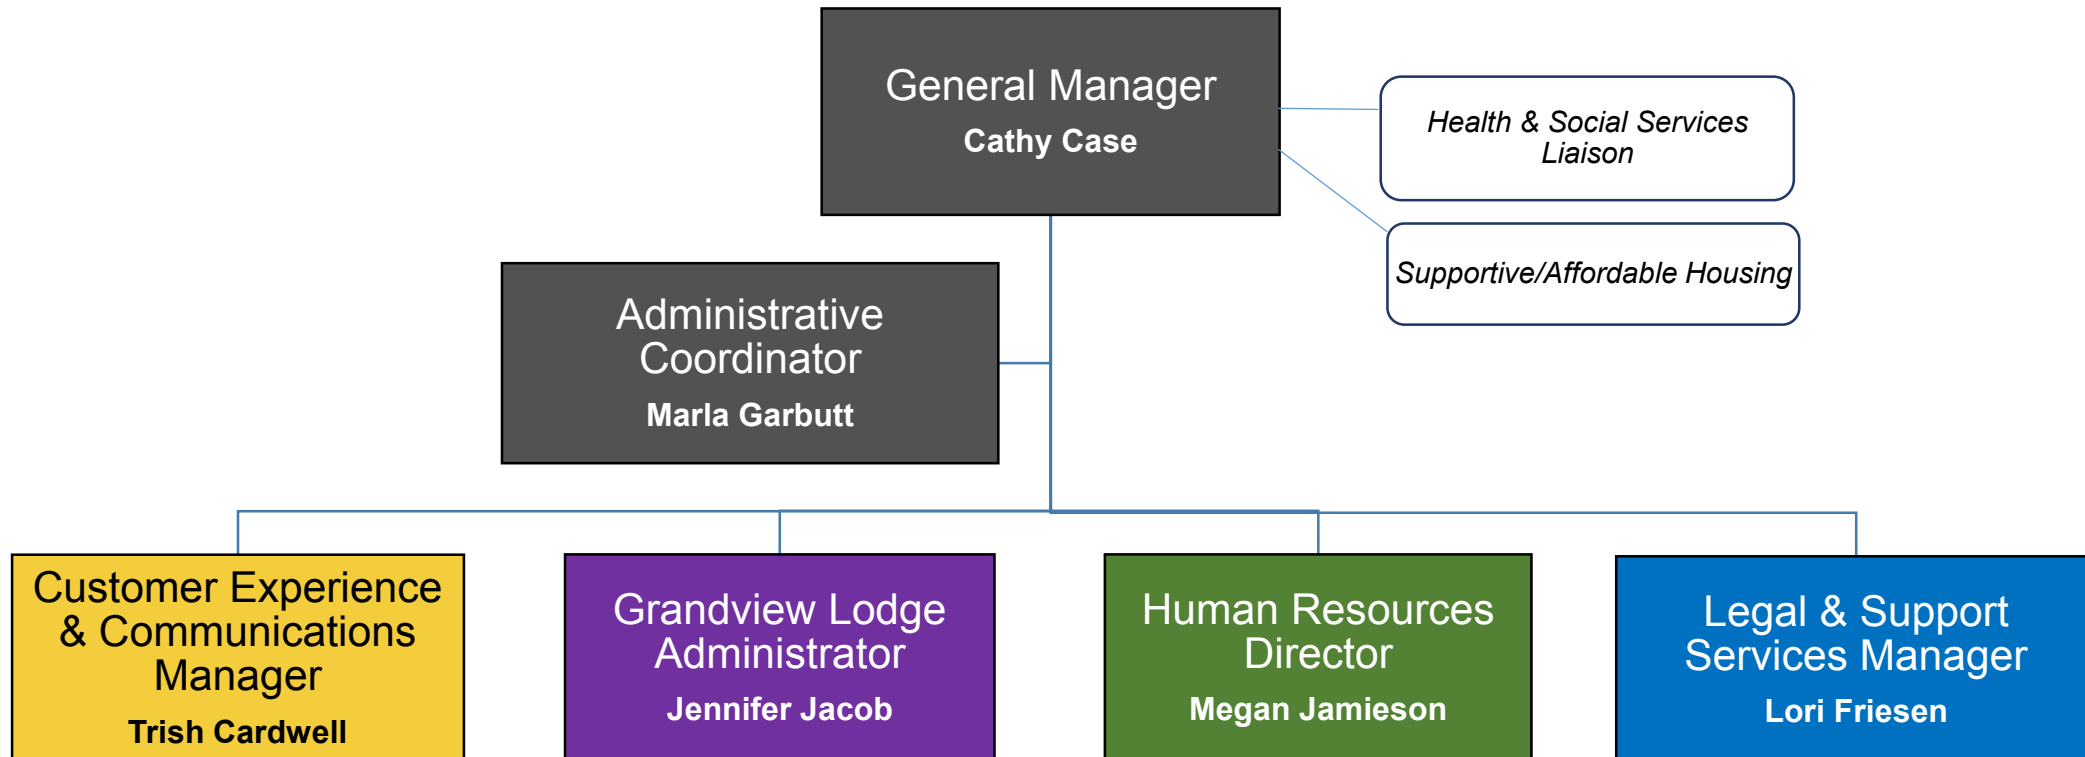 General Manager
Cathy Case
Health & Social Services
Liaison
Supportive/Affordable Housing
Administrative
Coordinator
Marla Garbutt
Customer Experience
& Communications
Manager
Trish Cardwell
Grandview Lodge
Administrator
Jennifer Jacob
Human Resources
Director
Megan Jamieson
Legal & Support
Services Manager
Lori Friesen